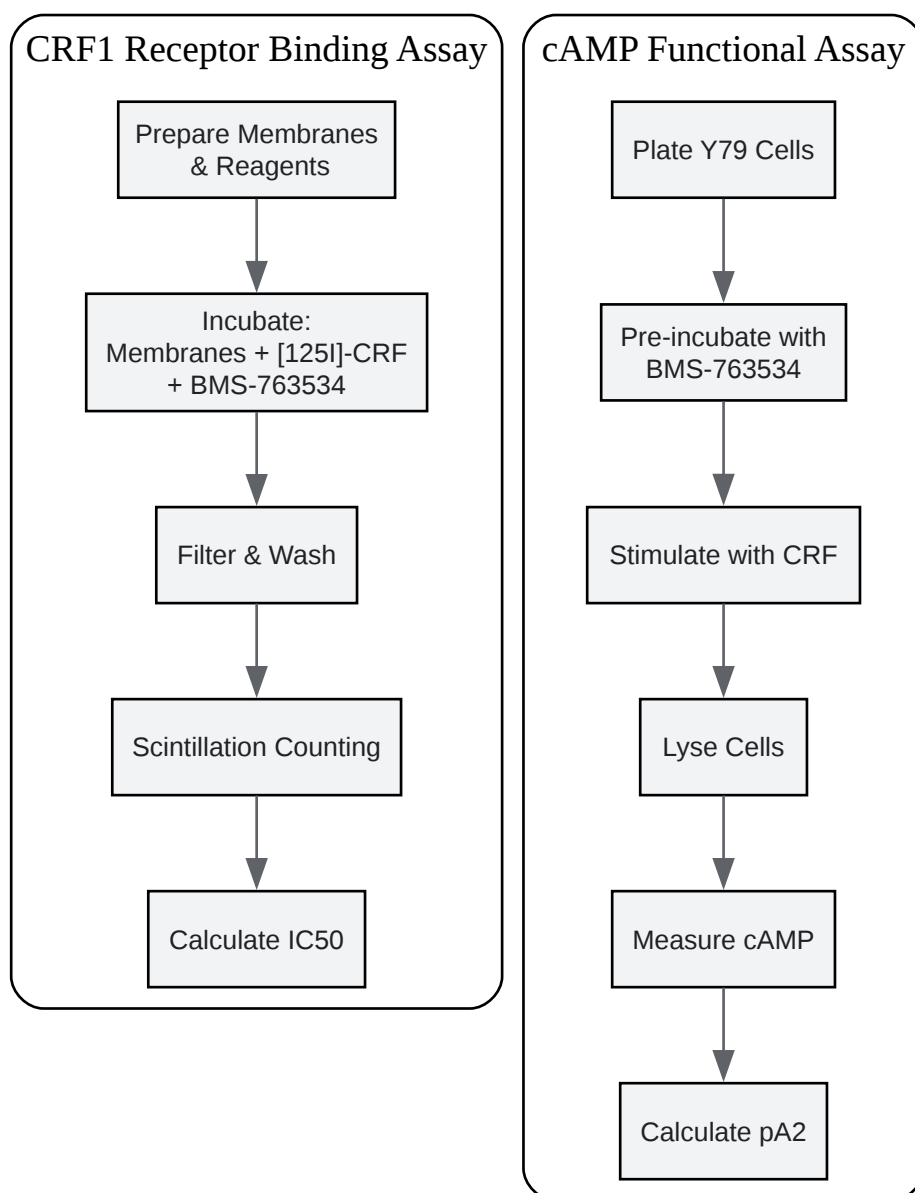 CRF1 Receptor Binding Assay
Prepare Membranes
& Reagents
Incubate:
Membranes + [125I]-CRF
+ BMS-763534
Filter & Wash
Scintillation Counting
Calculate IC50
cAMP Functional Assay
Plate Y79 Cells
Pre-incubate with
BMS-763534
Stimulate with CRF
Lyse Cells
Measure cAMP
Calculate pA2